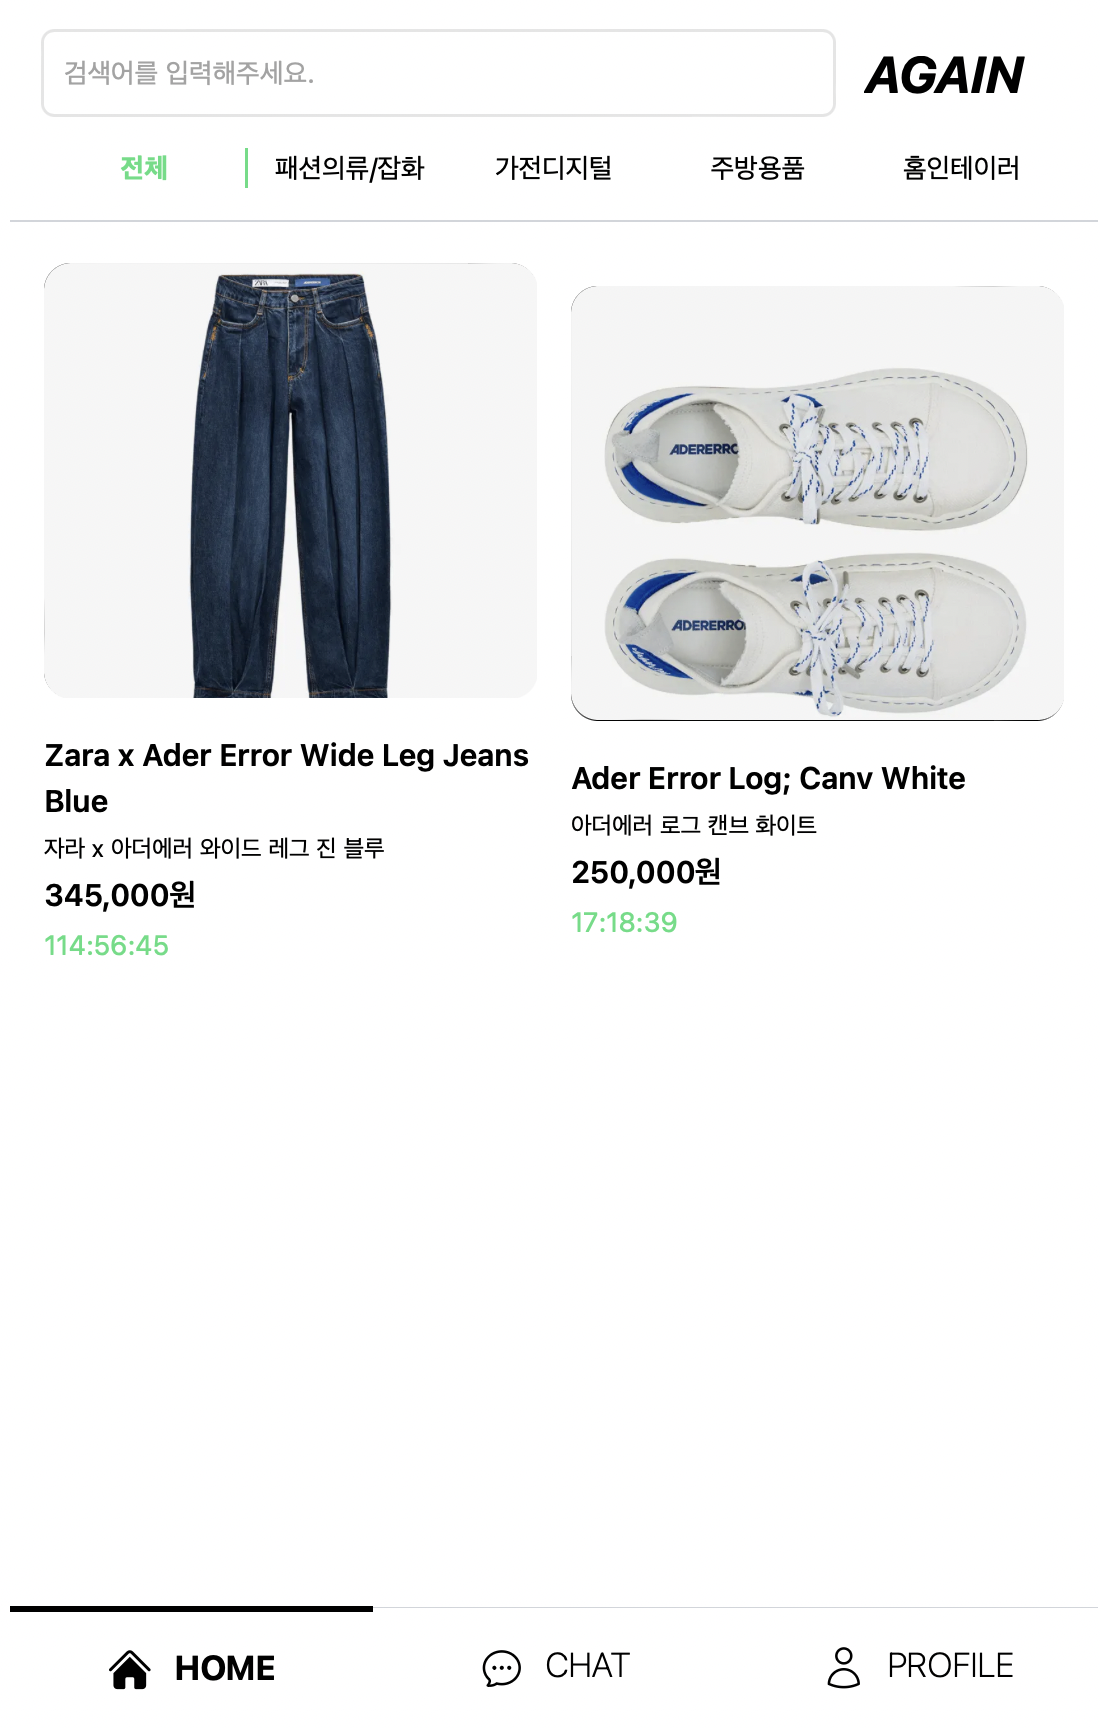 검색어를 입력해주세요.
AGAIN
전체
패션의류/잡화
가전디지털
주방용품
홈인테이러
ZARA
ADERERRO
ADERERRO
Zara x Ader Error Wide Leg Jeans
Blue
자라 x 아더에러 와이드 레그 진 블루
345,000원
114:56:45
Ader Error Log; Canv White
아더에러 로그 캔브 화이트
250,000원
17:18:39
HOME
CHAT
PROFILE